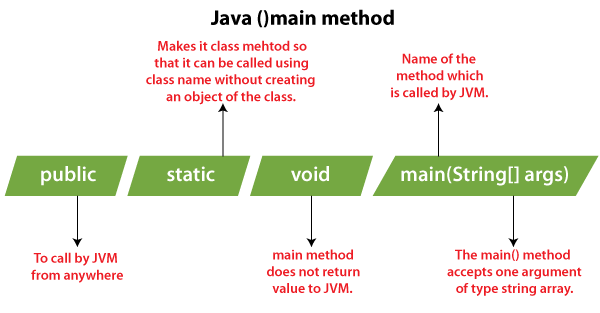 Java ()main method
Makes it class mehtod so
that it can be called using
class name without creating
an object of the class.
Name of the
method which
is called by JVM.
public
static
void
main(String[] args)
To call by JVM
from anywhere
main method
does not return
value to JVM.
The main() method
accepts one argument
of type string array.